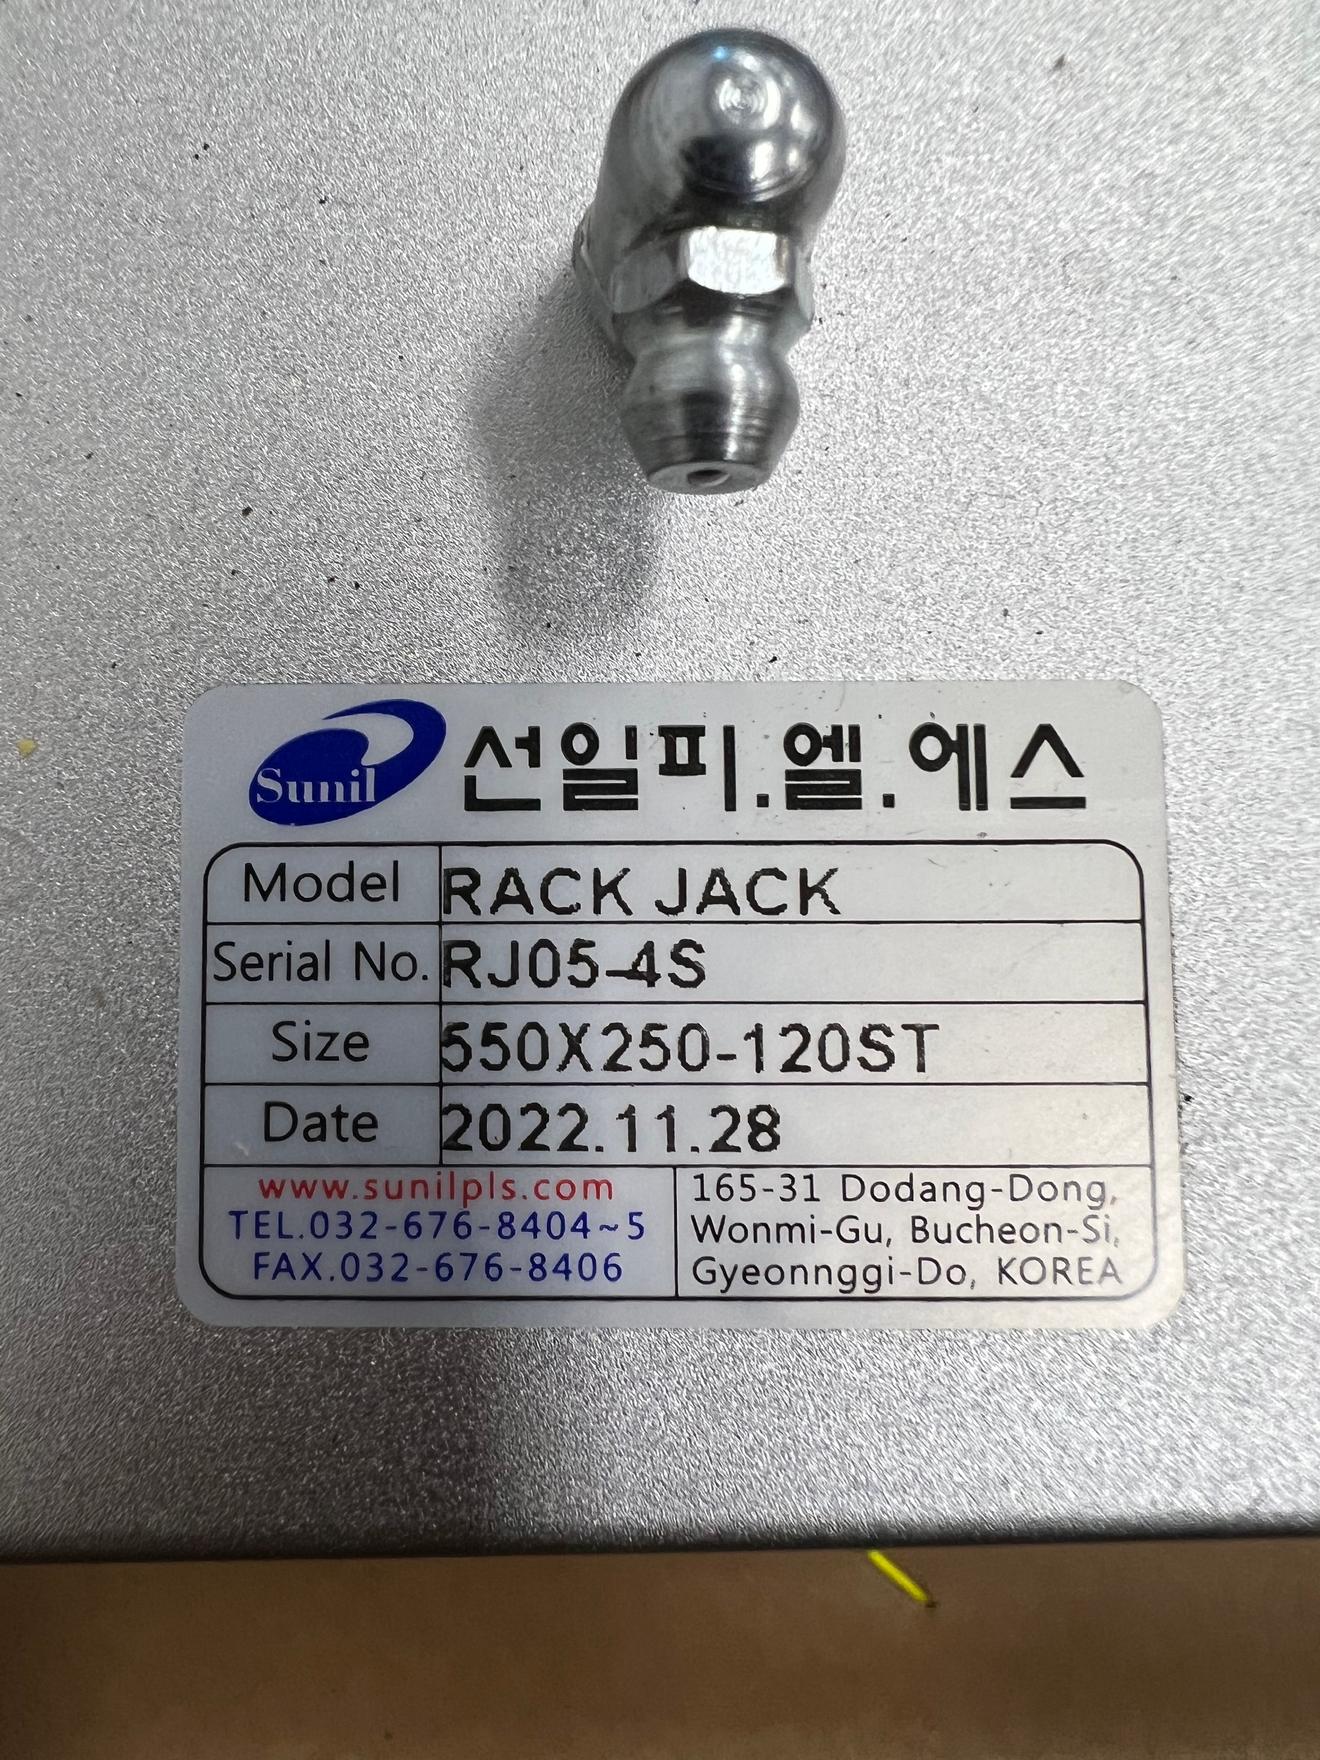 Sunil
선일피.엘.에스
Model RACK JACK
Serial No. RJ05-4S
Size 550X250-120ST
Date 2022.11.28
www.sunilpls.com
TEL.032-676-8404~5
FAX.032-676-8406
165-31 Dodang-Dong,
Wonmi-Gu, Bucheon-Si,
Gyeonnggi-Do, KOREA